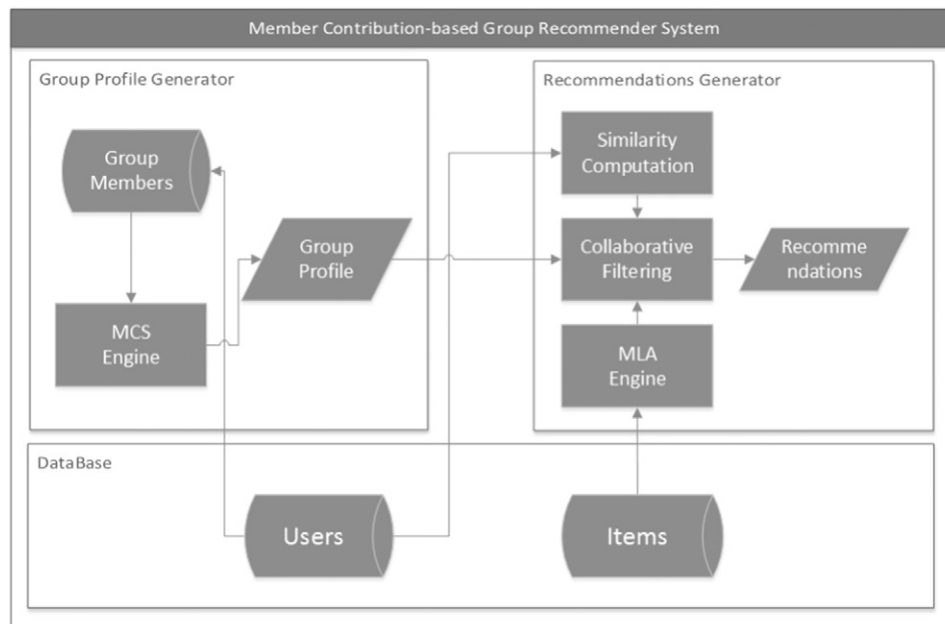 Member Contribution-based Group Recommender System
Group Profile Generator
Group
Members
MCS
Engine
Group
Profile
Recommendations Generator
Similarity
Computation
Collaborative
Filtering
Recomme
ndations
MLA
Engine
DataBase
Users
Items